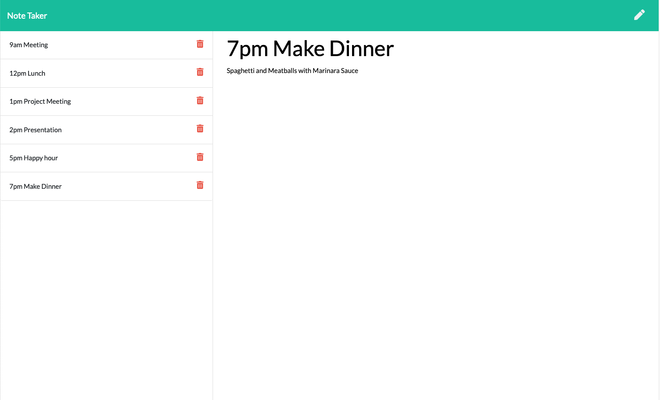 Note Taker
9am Meeting
12pm Lunch
1pm Project Meeting
2pm Presentation
5pm Happy hour
7pm Make Dinner
7pm Make Dinner
Spaghetti and Meatballs with Marinara Sauce